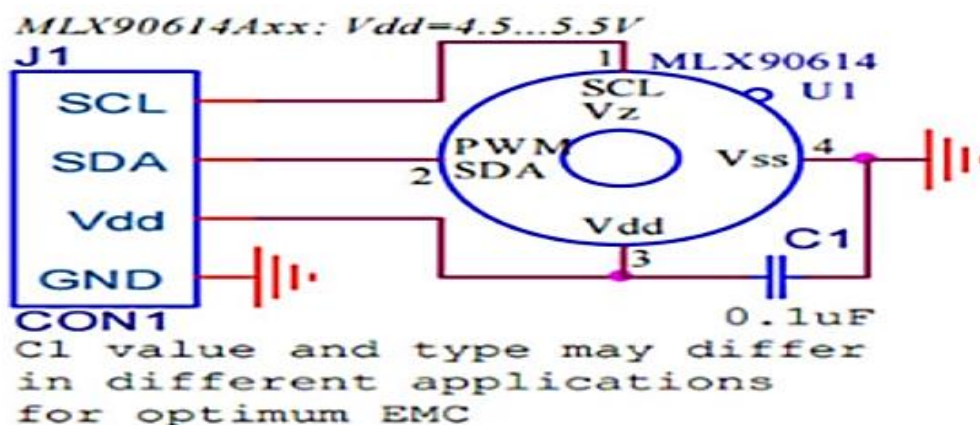 MLX90614Axx: Vdd=4.5...5.5V
J1
SCL
SDA
Vdd
GND
CON1
1
MLX90614
U1
SCL
Vz
PWM
SDA
2
Vss
4
Vdd
3
C1
0.1uF
C1 value and type may differ
in different applications
for optimum EMC